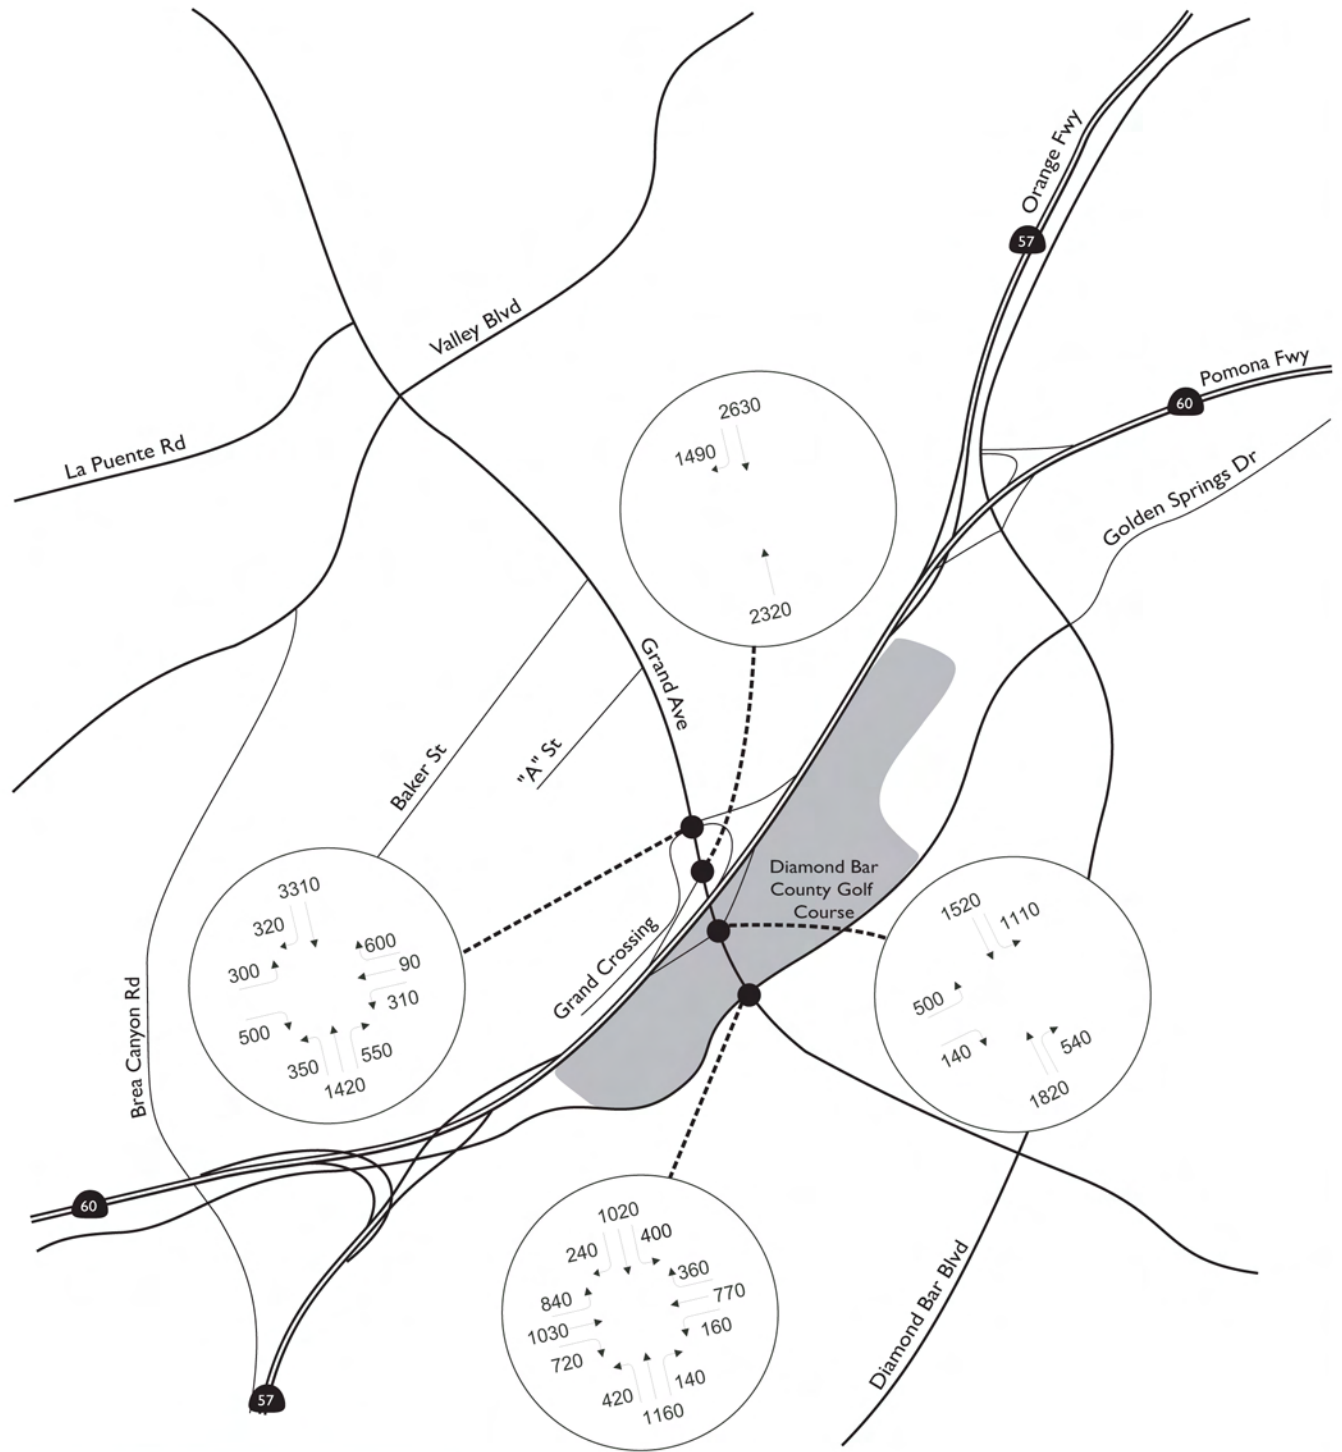 Orange Fwy
57
Valley Blvd
Pomona Fwy
60
La Puente Rd
Golden Springs Dr
2630
1490
2320
Grand Ave
"A" St
Baker St
Diamond Bar
County Golf
Course
Grand Crossing
Brea Canyon Rd
3310
320
600
300
90
310
500
550
350
1420
1520
1110
500
140
540
1820
60
1020
400
240
360
840
770
1030
160
720
140
420
1160
Diamond Bar Blvd
57